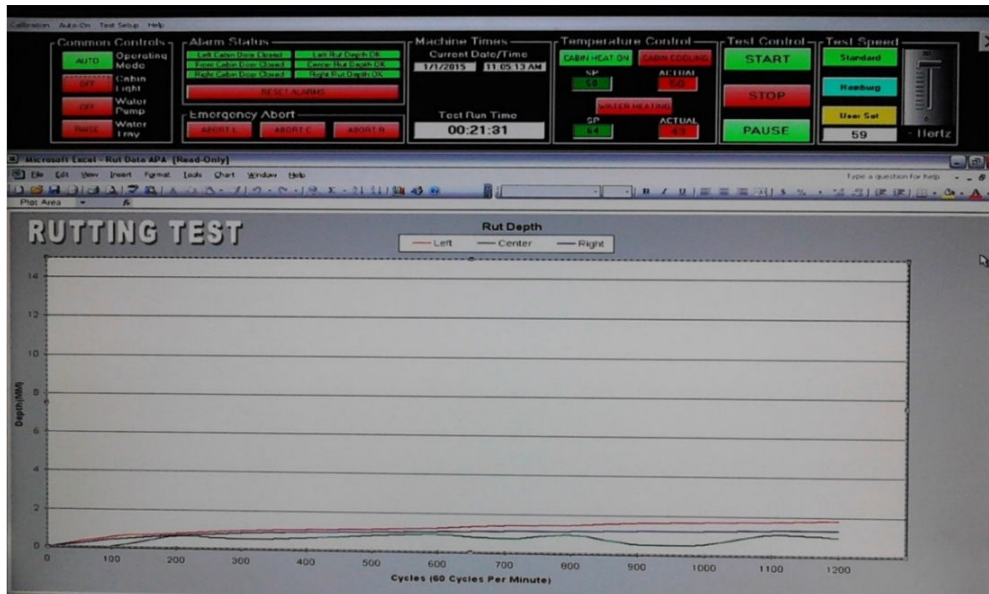 Calibration Auto-On Test Setup Help
Common Controls
AUTO Operating Mode
OFF Cabin Light
OFF Water Pump
Water Tray
Alarm Status
Left Cabin Door Closed Left Rut Depth OK
Front Cabin Door Closed Center Rut Depth OK
Right Cabin Door Closed Right Rut Depth OK
RESET ALARMS
Emergency Abort
ABORT L ABORT C ABORT R
Machine Times
Current Date/Time
1/1/2015 11:05:13 AM
Test Run Time
00:21:31
Temperature Control
CABIN HEAT ON CABIN COOLING
SP ACTUAL
50
WATER HEATING
SP ACTUAL
64
Test Control
START
STOP
PAUSE
Test Speed
Standard
Hamburg
User Set
59 - Hertz
Microsoft Excel - Rut Data APA [Read-Only]
File Edit View Insert Format Tools Chart Window Help
Type a question for help
Plot Area
RUTTING TEST
Rut Depth
Left Center Right
Depth(MM)
14
12
10
8
6
4
2
0
0 100 200 300 400 500 600 700 800 900 1000 1100 1200
Cycles (60 Cycles Per Minute)